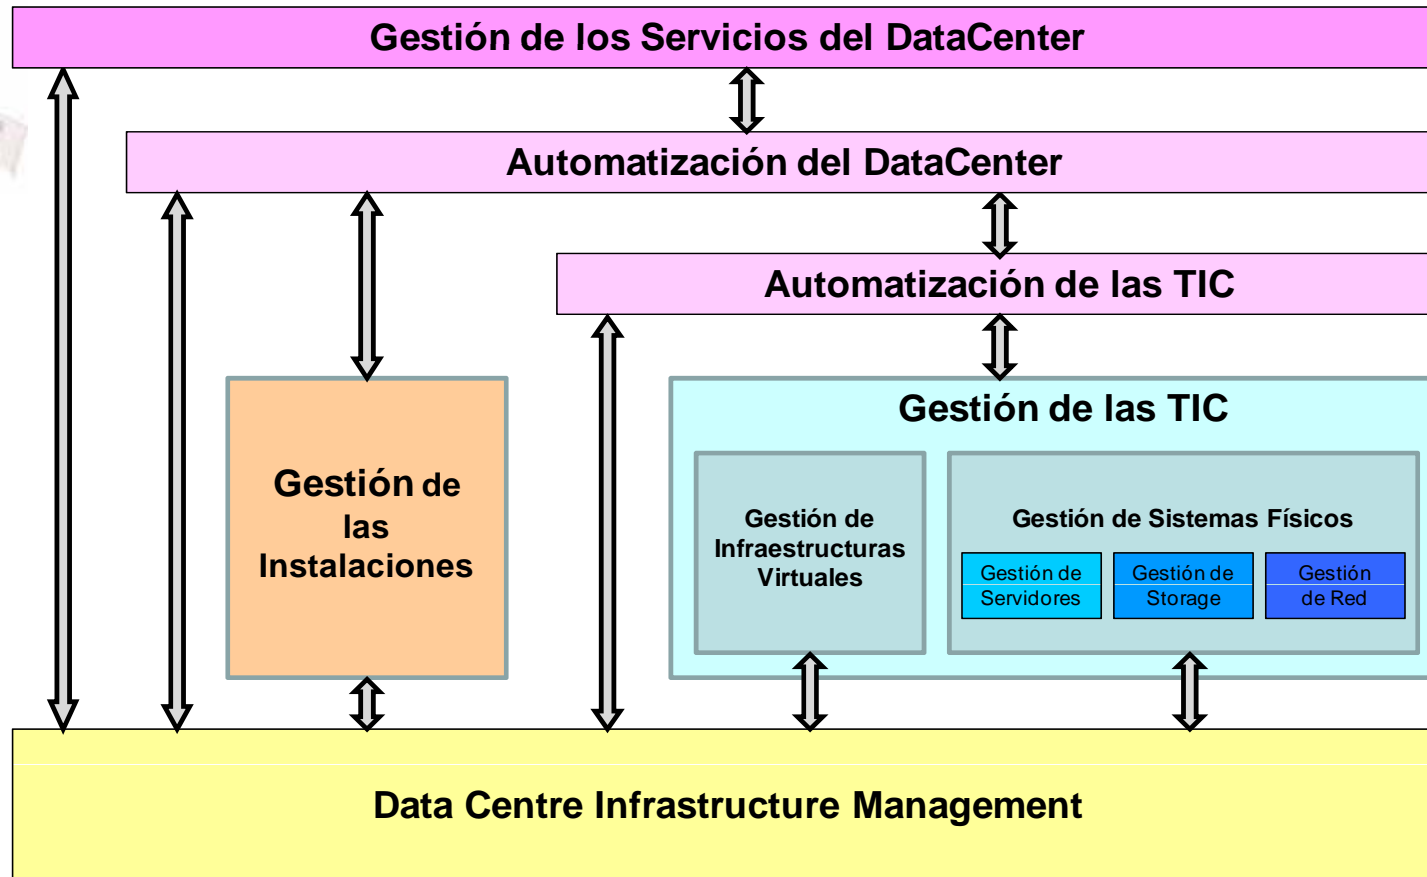 Gestión de los Servicios del DataCenter
Automatización del DataCenter
Automatización de las TIC
Gestión de las TIC
Gestión de
las
Instalaciones
Gestión de
Infraestructuras
Virtuales
Gestión de Sistemas Físicos
Gestión de
Servidores
Gestión de
Storage
Gestión
de Red
Data Centre Infrastructure Management